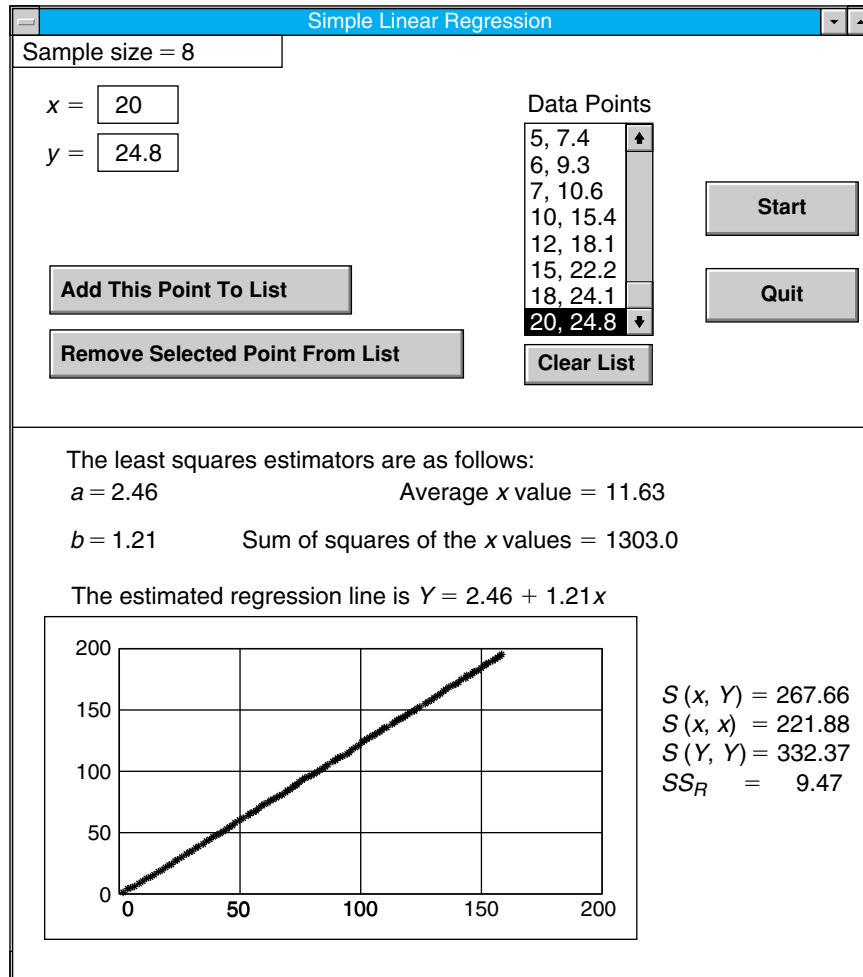 Simple Linear Regression
Sample size = 8
x = 20
y = 24.8
Data Points
5, 7.4
6, 9.3
7, 10.6
10, 15.4
12, 18.1
15, 22.2
18, 24.1
20, 24.8
Start
Quit
Add This Point To List
Remove Selected Point From List
Clear List
The least squares estimators are as follows:
a = 2.46 Average x value = 11.63
b = 1.21 Sum of squares of the x values = 1303.0
The estimated regression line is Y = 2.46 + 1.21x
200
150
100
50
0
0 50 100 150 200
S (x, Y) = 267.66
S (x, x) = 221.88
S (Y, Y) = 332.37
SS_R = 9.47